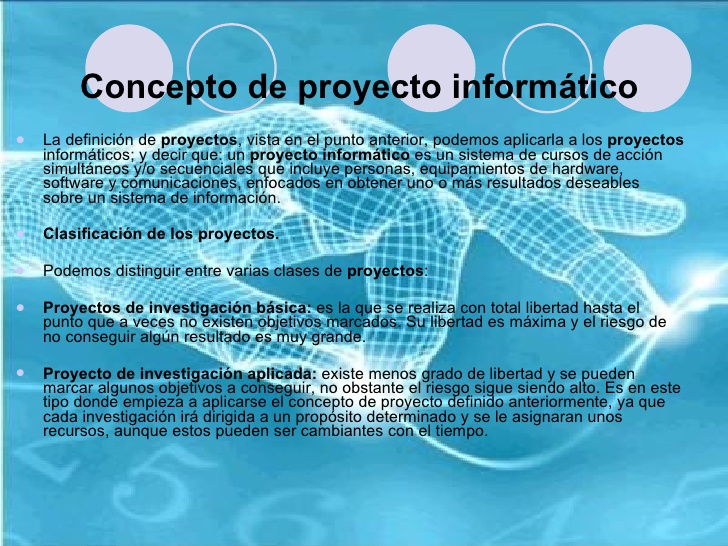 Concepto de proyecto informático
La definición de proyectos, vista en el punto anterior, podemos aplicarla a los proyectos
informáticos; y decir que: un proyecto informático es un sistema de cursos de acción
simultáneos y/o secuenciales que incluye personas, equipamientos de hardware,
software y comunicaciones, enfocados en obtener uno o más resultados deseables
sobre un sistema de información.
Clasificación de los proyectos.
Podemos distinguir entre varias clases de proyectos:
Proyectos de investigación básica: es la que se realiza con total libertad hasta el
punto que a veces no existen objetivos marcados. Su libertad es máxima y el riesgo de
no conseguir algún resultado es muy grande.
Proyecto de investigación aplicada: existe menos grado de libertad y se pueden
marcar algunos objetivos a conseguir, no obstante el riesgo sigue siendo alto. Es en este
tipo donde empieza a aplicarse el concepto de proyecto definido anteriormente, ya que
cada investigación irá dirigida a un propósito determinado y se le asignaran unos
recursos, aunque estos pueden ser cambiantes con el tiempo.